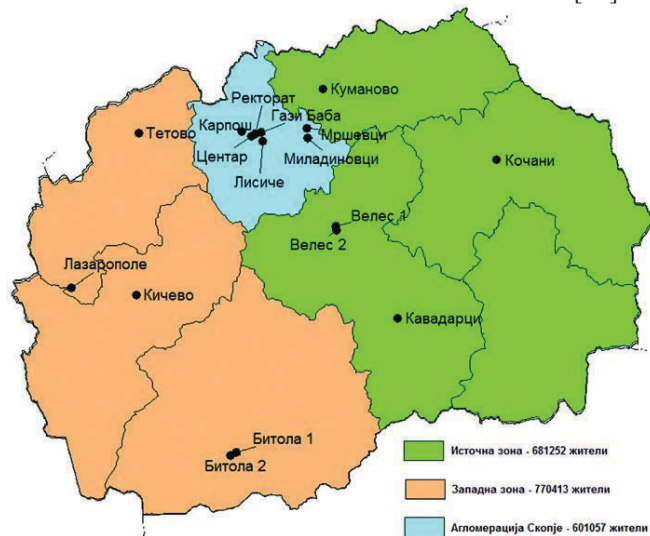 Куманово
Ректорат
Гази Баба
Карпош
Тетово
Мршевци
Центар
Миладиновци
Лисиче
Кочани
Велес 1
Велес 2
Лазарополе
Кичево
Кавадарци
Битола 1
Битола 2
Источна зона - 681252 жители
Западна зона - 770413 жители
Агломерација Скопје - 601057 жители